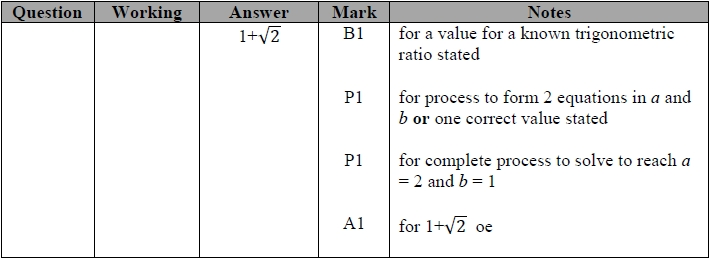 Question Working Answer Mark Notes
1+√2 B1 for a value for a known trigonometric
ratio stated
P1 for process to form 2 equations in a and
b or one correct value stated
P1 for complete process to solve to reach a
= 2 and b = 1
A1 for 1+√2 oe